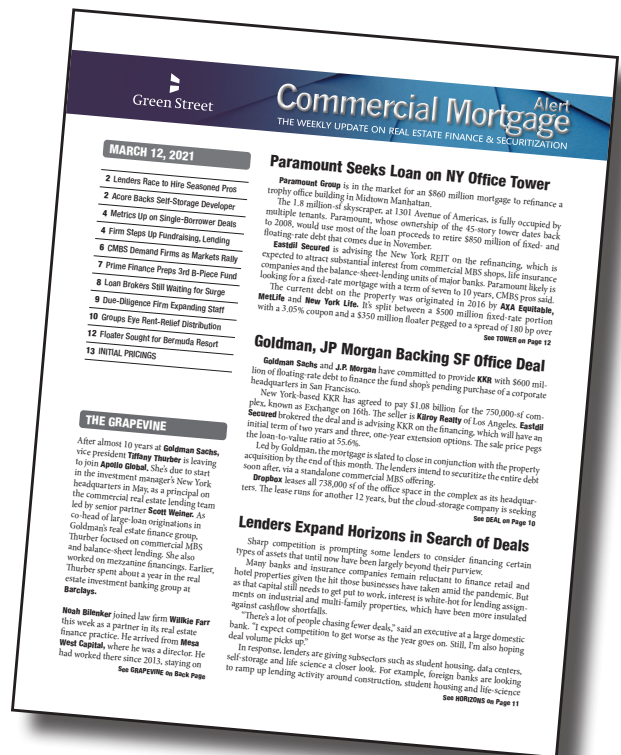 Green Street
Commercial Mortgage
Alert
THE WEEKLY UPDATE ON REAL ESTATE FINANCE & SECURITIZATION
MARCH 12, 2021
2 Lenders Race to Hire Seasoned Pros
2 Acore Backs Self-Storage Developer
4 Metrics Up on Single-Borrower Deals
4 Firm Steps Up Fundraising, Lending
6 CMBS Demand Firms as Markets Rally
7 Prime Finance Preps 3rd B-Piece Fund
8 Loan Brokers Still Waiting for Surge
9 Due-Diligence Firm Expanding Staff
10 Groups Eye Rent-Relief Distribution
12 Floater Sought for Bermuda Resort
13 INITIAL PRICINGS
THE GRAPEVINE
After almost 10 years at Goldman Sachs,
vice president Tiffany Thurber is leaving
to join Apollo Global. She's due to start
in the investment manager's New York
headquarters in May, as a principal on
the commercial real estate lending team
led by senior partner Scott Weiner. As
co-head of large-loan originations in
Goldman's real estate finance group,
Thurber focused on commercial MBS
and balance-sheet lending. She also
worked on mezzanine financings. Earlier,
Thurber spent about a year in the real
estate investment banking group at
Barclays.
Noah Bilenker joined law firm Willkie Farr
this week as a partner in its real estate
finance practice. He arrived from Mesa
West Capital, where he was a director. He
had worked there since 2013, staying on
See GRAPEVINE on Back Page
Paramount Seeks Loan on NY Office Tower
Paramount Group is in the market for an $860 million mortgage to refinance a
trophy office building in Midtown Manhattan.
The 1.8 million-sf skyscraper, at 1301 Avenue of Americas, is fully occupied by
multiple tenants. Paramount, whose ownership of the 45-story tower dates back
to 2008, would use most of the loan proceeds to retire $850 million of fixed- and
floating-rate debt that comes due in November.
Eastdil Secured is advising the New York REIT on the refinancing, which is
expected to attract substantial interest from commercial MBS shops, life insurance
companies and the balance-sheet-lending units of major banks. Paramount likely is
looking for a fixed-rate mortgage with a term of seven to 10 years, CMBS pros said.
The current debt on the property was originated in 2016 by AXA Equitable,
MetLife and New York Life. It's split between a $500 million fixed-rate portion
with a 3.05% coupon and a $350 million floater pegged to a spread of 180 bp over
See TOWER on Page 12
Goldman, JP Morgan Backing SF Office Deal
Goldman Sachs and J.P. Morgan have committed to provide KKR with $600 mil-
lion of floating-rate debt to finance the fund shop's pending purchase of a corporate
headquarters in San Francisco.
New York-based KKR has agreed to pay $1.08 billion for the 750,000-sf com-
plex, known as Exchange on 16th. The seller is Kilroy Realty of Los Angeles. Eastdil
Secured brokered the deal and is advising KKR on the financing, which will have an
initial term of two years and three, one-year extension options. The sale price pegs
the loan-to-value ratio at 55.6%.
Led by Goldman, the mortgage is slated to close in conjunction with the property
acquisition by the end of this month. The lenders intend to securitize the entire debt
soon after, via a standalone commercial MBS offering.
Dropbox leases all 738,000 sf of the office space in the complex as its headquar-
ters. The lease runs for another 12 years, but the cloud-storage company is seeking
See DEAL on Page 10
Lenders Expand Horizons in Search of Deals
Sharp competition is prompting some lenders to consider financing certain
types of assets that until now have been largely beyond their purview.
Many banks and insurance companies remain reluctant to finance retail and
hotel properties given the hit those businesses have taken amid the pandemic. But
as that capital still needs to get put to work, interest is white-hot for lending assign-
ments on industrial and multi-family properties, which have been more insulated
against cashflow shortfalls.
"There's a lot of people chasing fewer deals," said an executive at a large domestic
bank. "I expect competition to get worse as the year goes on. Still, I'm also hoping
deal volume picks up."
In response, lenders are giving subsectors such as student housing, data centers,
self-storage and life science a closer look. For example, foreign banks are looking
to ramp up lending activity around construction, student housing and life-science
See HORIZONS on Page 11